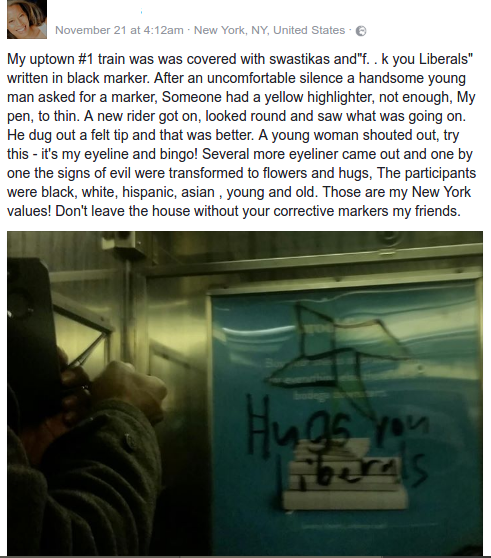 November 21 at 4:12am · New York, NY, United States ·
My uptown #1 train was was covered with swastikas and"f. . k you Liberals"
written in black marker. After an uncomfortable silence a handsome young
man asked for a marker, Someone had a yellow highlighter, not enough, My
pen, to thin. A new rider got on, looked round and saw what was going on.
He dug out a felt tip and that was better. A young woman shouted out, try
this - it's my eyeline and bingo! Several more eyeliner came out and one by
one the signs of evil were transformed to flowers and hugs, The participants
were black, white, hispanic, asian , young and old. Those are my New York
values! Don't leave the house without your corrective markers my friends.
Hugs You
liberals